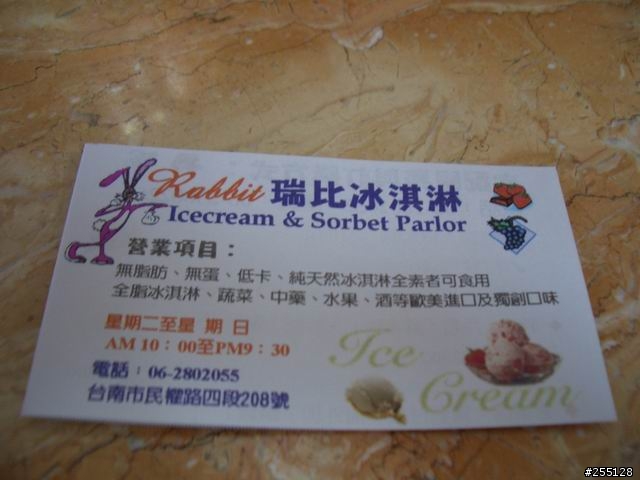 Rabbit 瑞比冰淇淋
Icecream & Sorbet Parlor
營業項目：
無脂肪、無蛋、低卡、純天然冰淇淋全素者可食用
全脂冰淇淋、蔬菜、中藥、水果、酒等歐美進口及獨創口味
星期二至星 期 日
AM 10：00至PM9：30
電話：06-2802055
台南市民權路四段208號
Ice
Cream
#255128